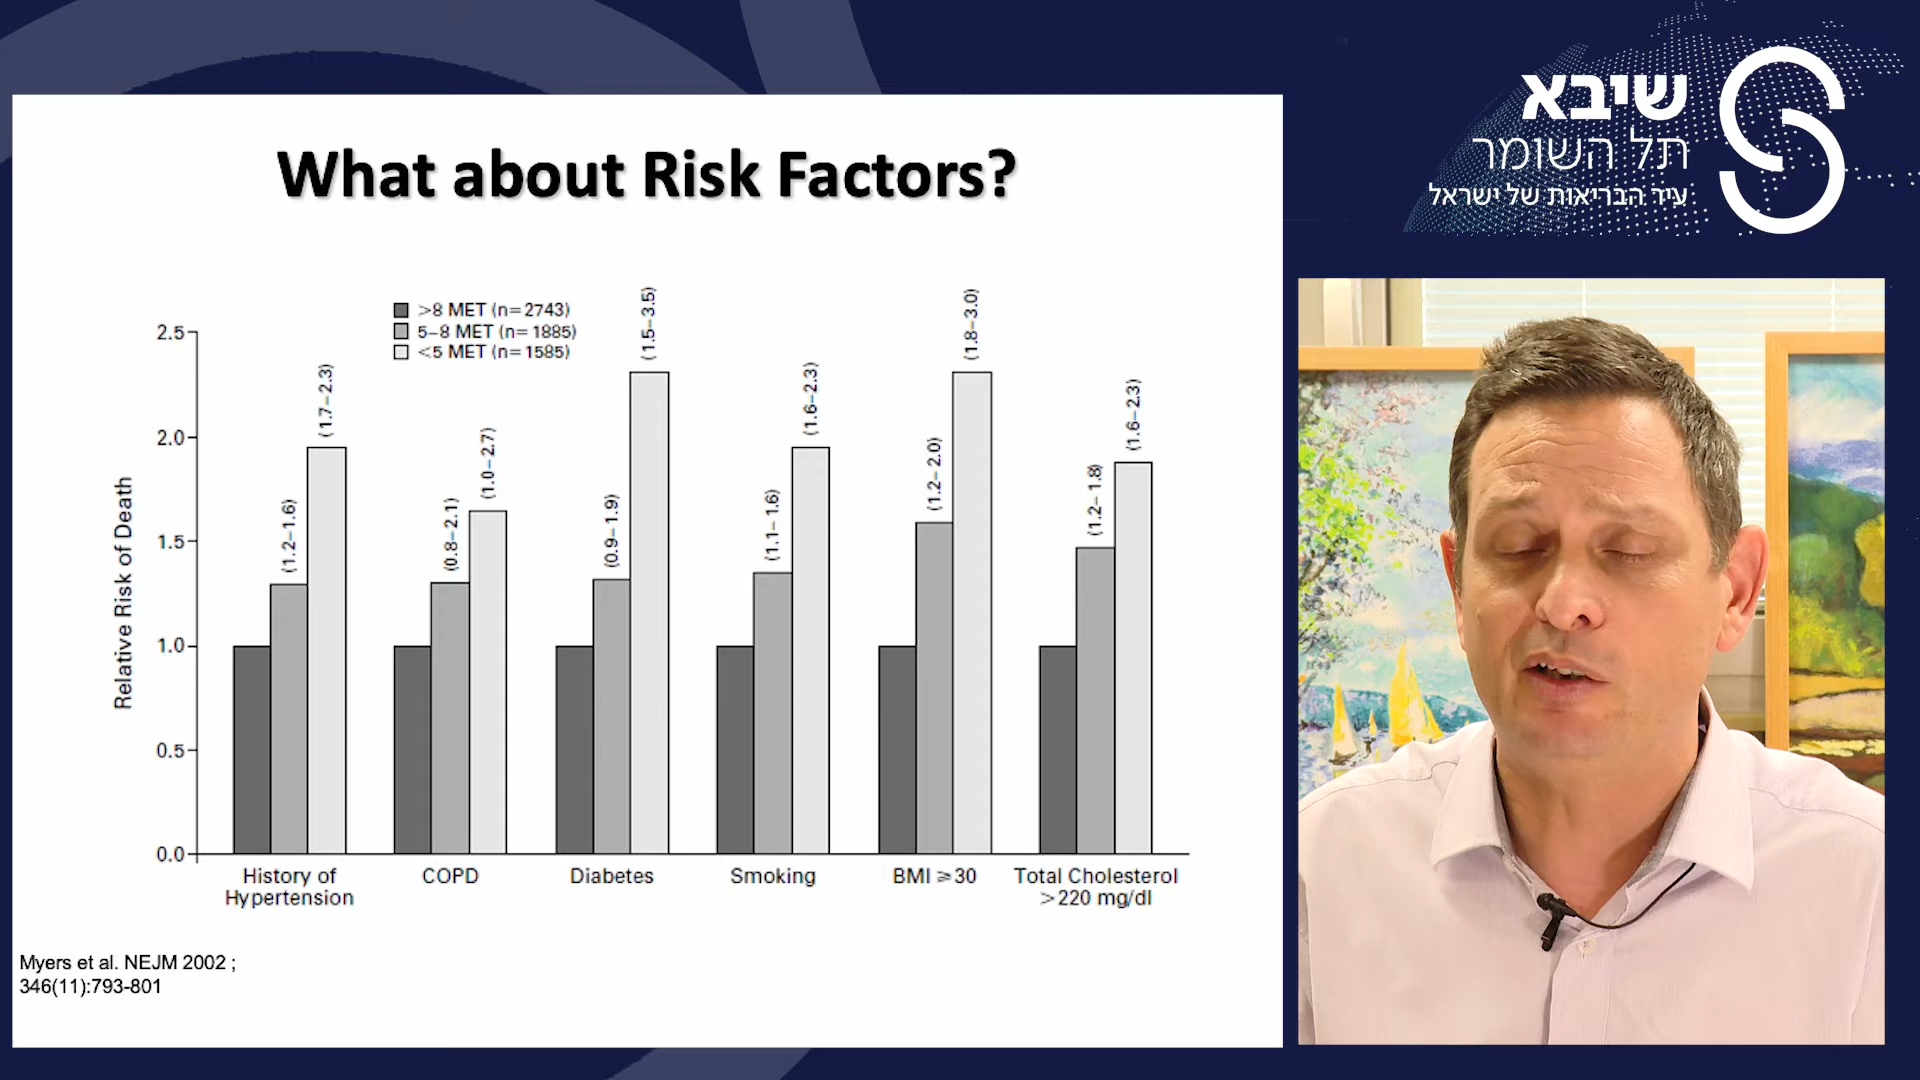 What about Risk Factors?
>8 MET (n=2743)
5–8 MET (n=1885)
<5 MET (n=1585)
Relative Risk of Death
2.5
2.0
1.5
1.0
0.5
0.0
(1.2–1.6)
(1.7–2.3)
(0.8–2.1)
(1.0–2.7)
(0.9–1.9)
(1.5–3.5)
(1.1–1.6)
(1.6–2.3)
(1.2–2.0)
(1.8–3.0)
(1.2–1.8)
(1.6–2.3)
History of
Hypertension
COPD
Diabetes
Smoking
BMI ⩾30
Total Cholesterol
>220 mg/dl
Myers et al. NEJM 2002 ;
346(11):793-801
שיבא
תל השומר
עיר הבריאות של ישראל